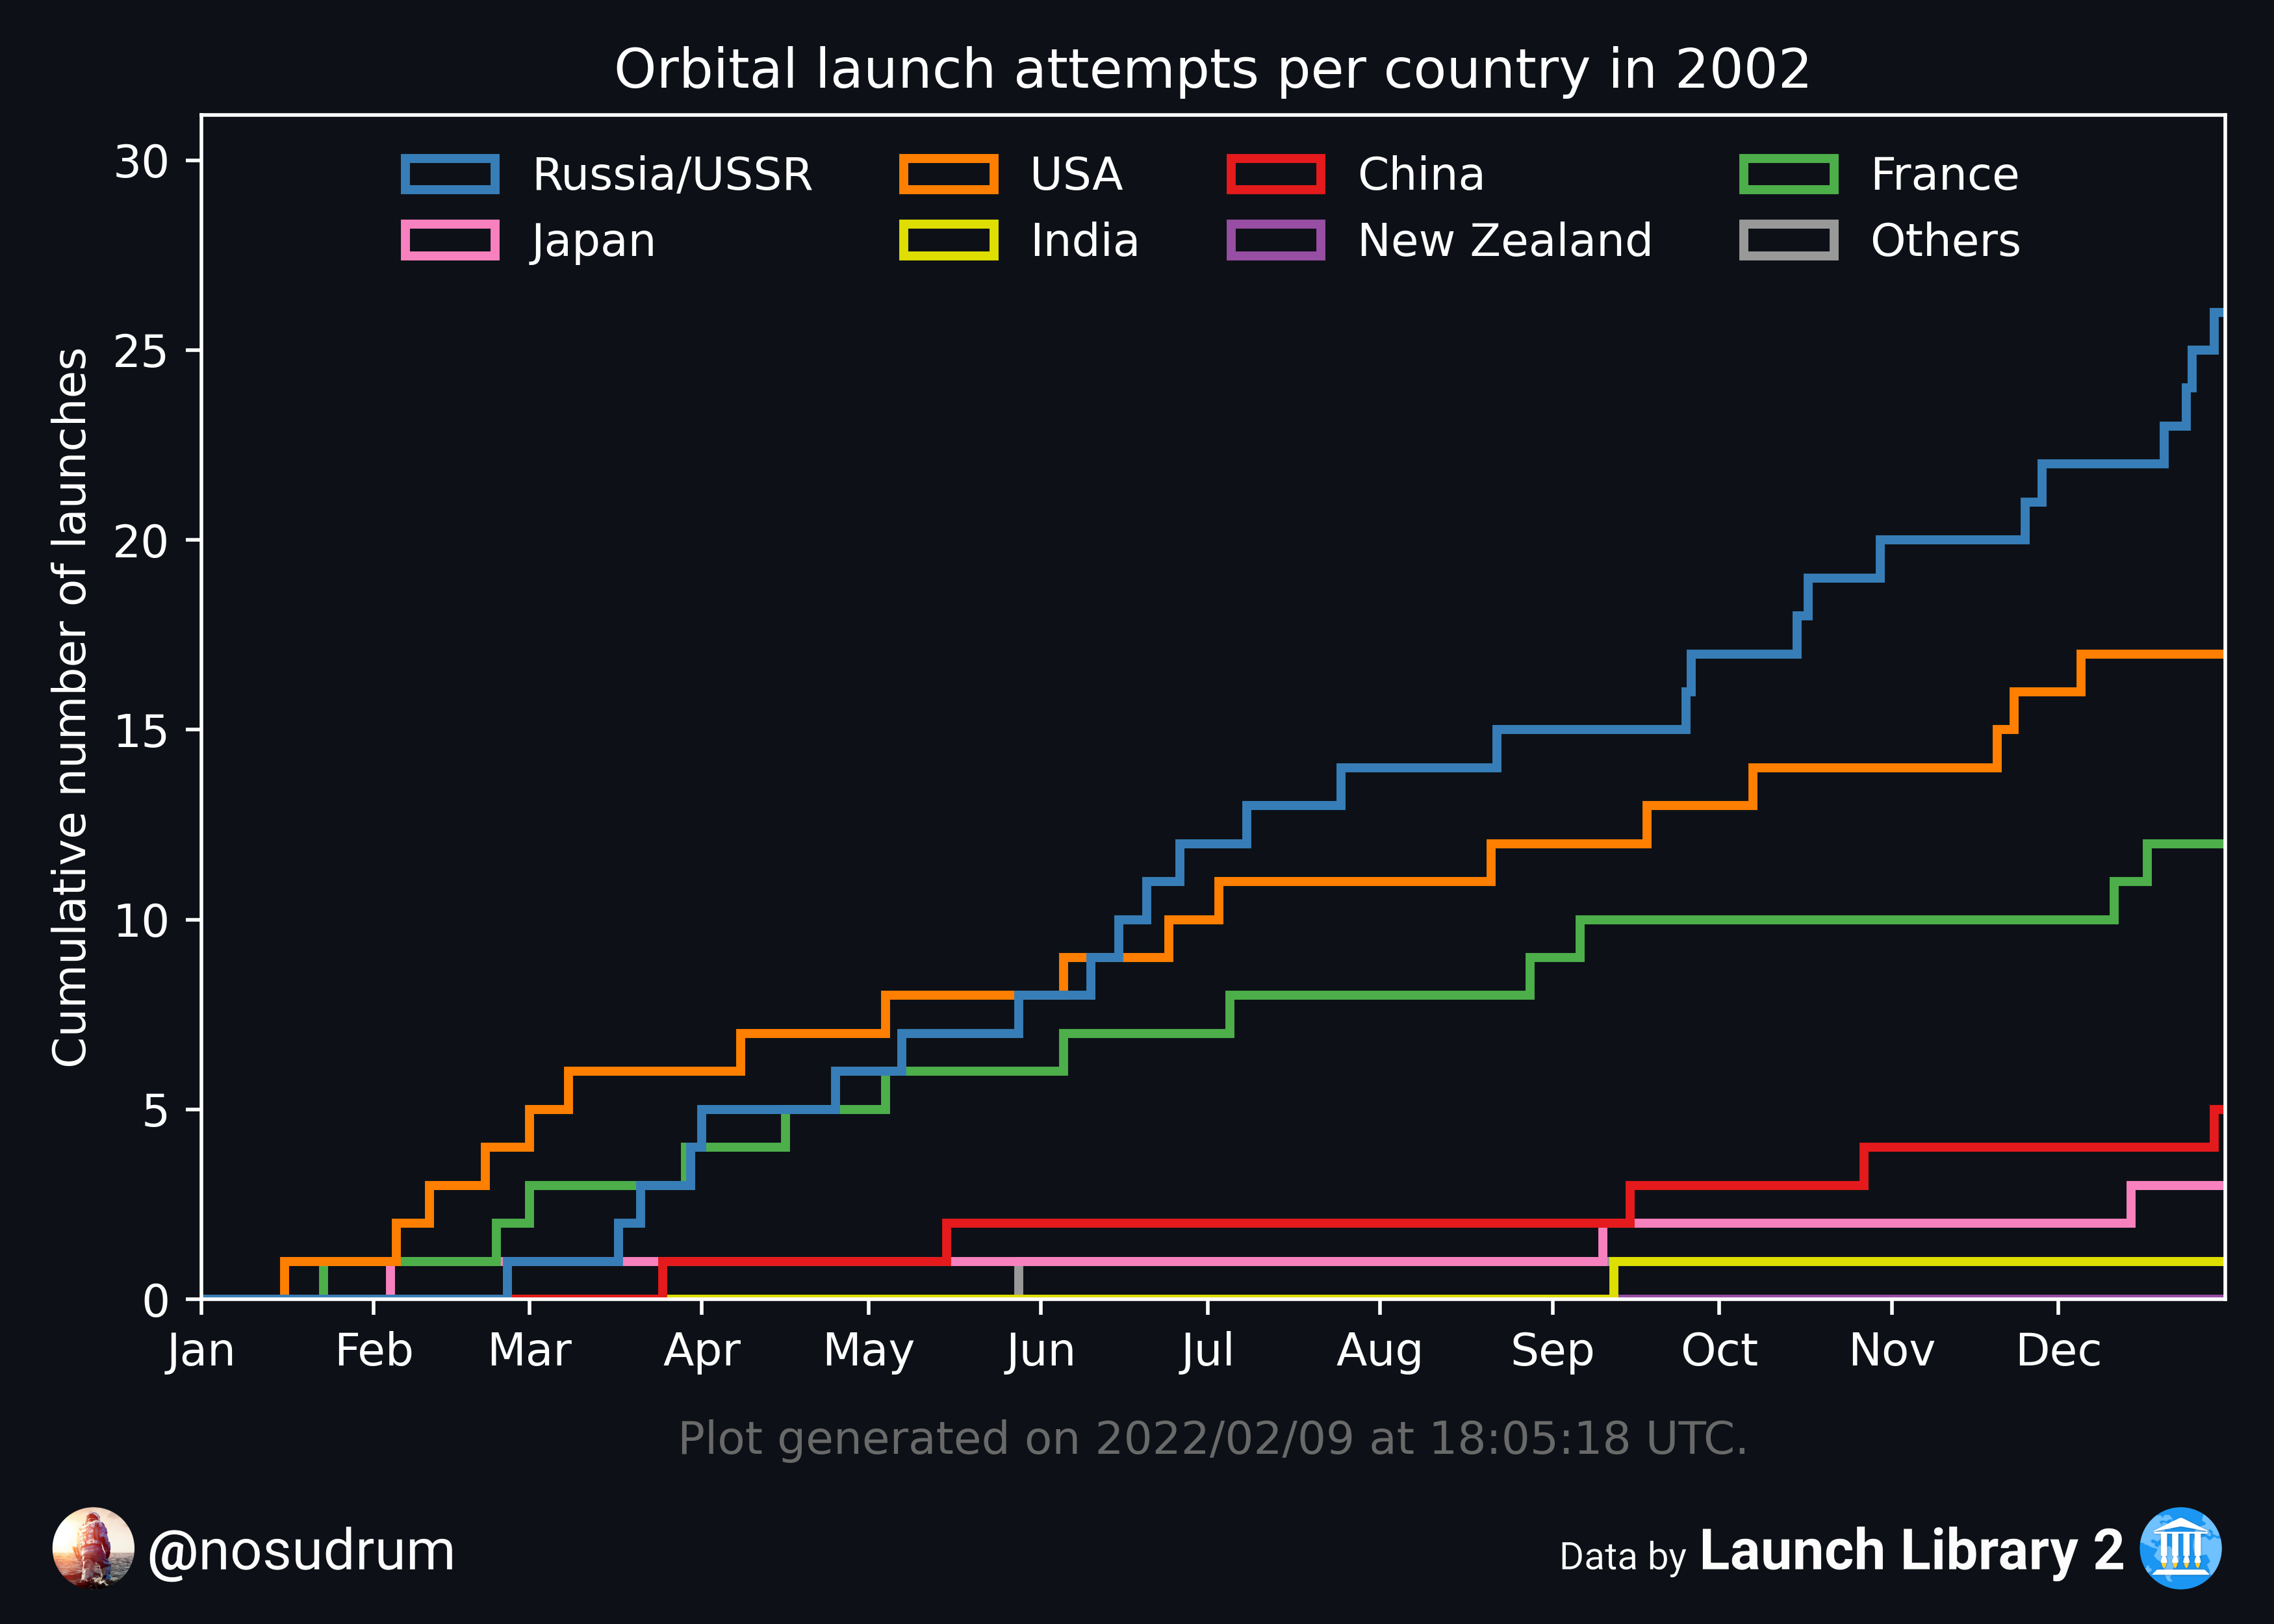 Orbital launch attempts per country in 2002
Russia/USSR USA China France
Japan India New Zealand Others
Cumulative number of launches
30
25
20
15
10
5
0
Jan Feb Mar Apr May Jun Jul Aug Sep Oct Nov Dec
Plot generated on 2022/02/09 at 18:05:18 UTC.
@nosudrum
Data by Launch Library 2